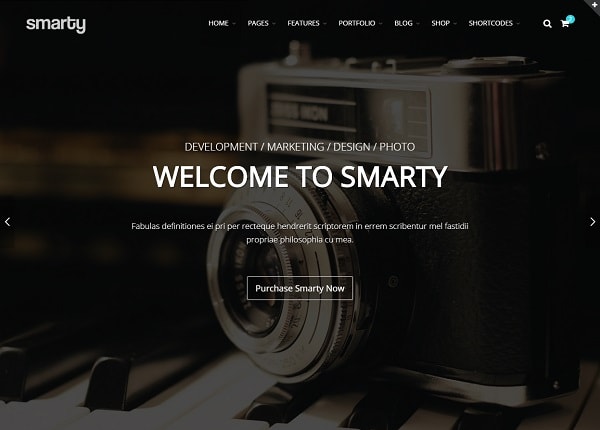 smarty
HOME PAGES FEATURES PORTFOLIO BLOG SHOP SHORTCODES
DEVELOPMENT / MARKETING / DESIGN / PHOTO
WELCOME TO SMARTY
Fabulas definitiones ei pri per recteque hendrerit scriptorem in errem scribentur mel fastidii
propriae philosophia cu mea.
Purchase Smarty Now